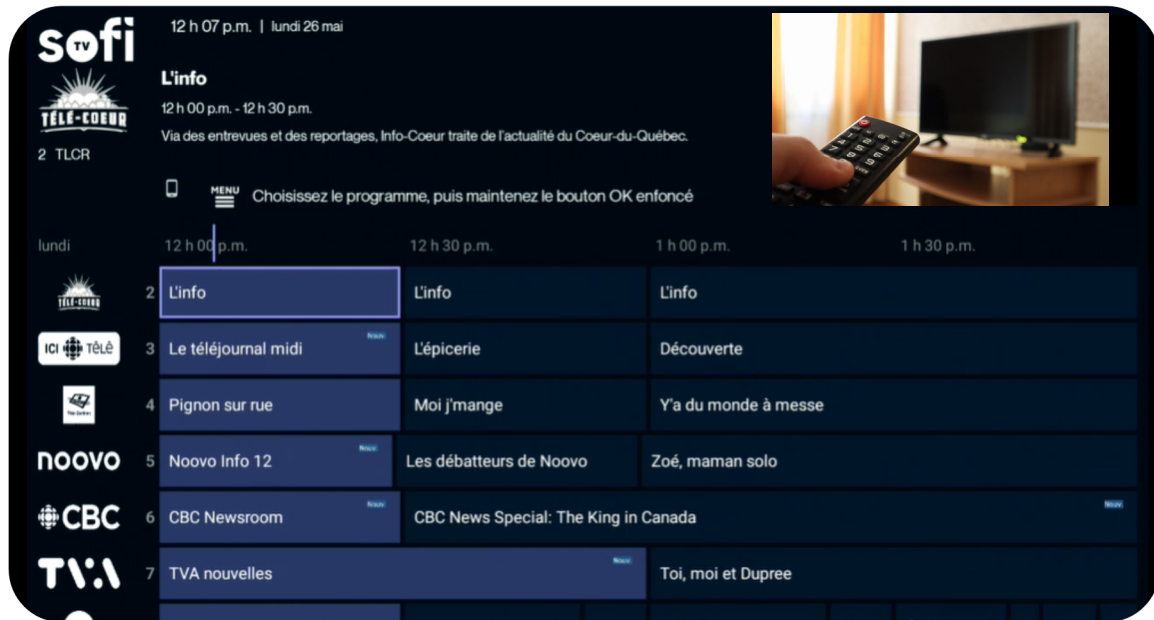 sofi
TV
12 h 07 p.m. | lundi 26 mai
TÉLÉ-COEUR
2 TLCR
L'info
12 h 00 p.m. - 12 h 30 p.m.
Via des entrevues et des reportages, Info-Coeur traite de l'actualité du Coeur-du-Québec.
MENU
Choisissez le programme, puis maintenez le bouton OK enfoncé
lundi 12 h 00 p.m. 12 h 30 p.m. 1 h 00 p.m. 1 h 30 p.m.
TÉLÉ-COEUR 2 L'info L'info L'info
ICI TÉLÉ 3 Le téléjournal midi Nouv. L'épicerie Découverte
4 Pignon sur rue Moi j'mange Y'a du monde à messe
noovo 5 Noovo Info 12 Nouv. Les débatteurs de Noovo Zoé, maman solo
CBC 6 CBC Newsroom Nouv. CBC News Special: The King in Canada Nouv.
TVA 7 TVA nouvelles Nouv. Toi, moi et Dupree